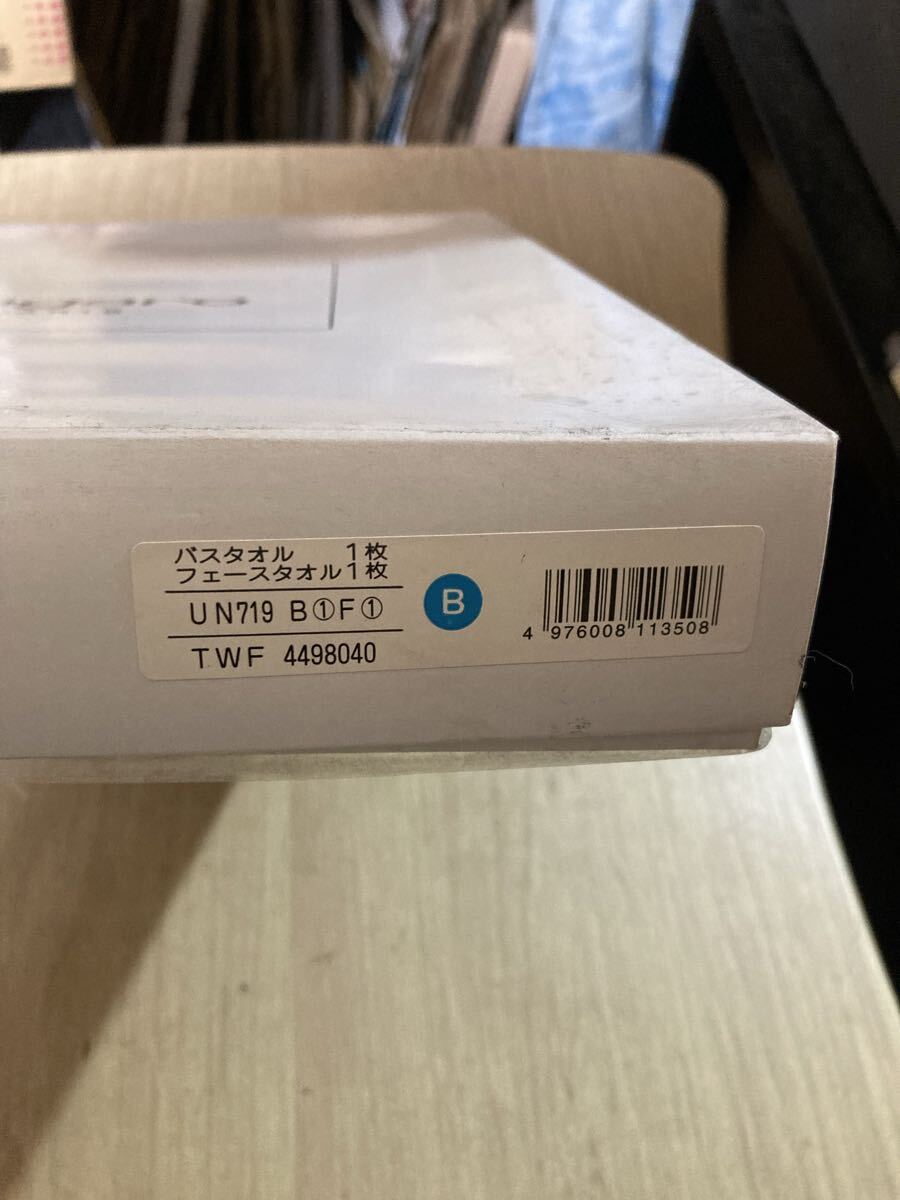 バスタオル 1枚
フェースタオル1枚
UN719 B①F①
TWF 4498040
B
4 976008 113508